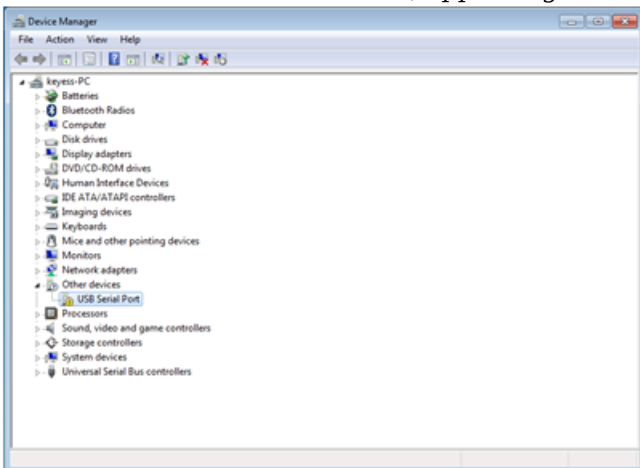 Device Manager
File Action View Help
keyess-PC
Batteries
Bluetooth Radios
Computer
Disk drives
Display adapters
DVD/CD-ROM drives
Human Interface Devices
IDE ATA/ATAPI controllers
Imaging devices
Keyboards
Mice and other pointing devices
Monitors
Network adapters
Other devices
USB Serial Port
Processors
Sound, video and game controllers
Storage controllers
System devices
Universal Serial Bus controllers